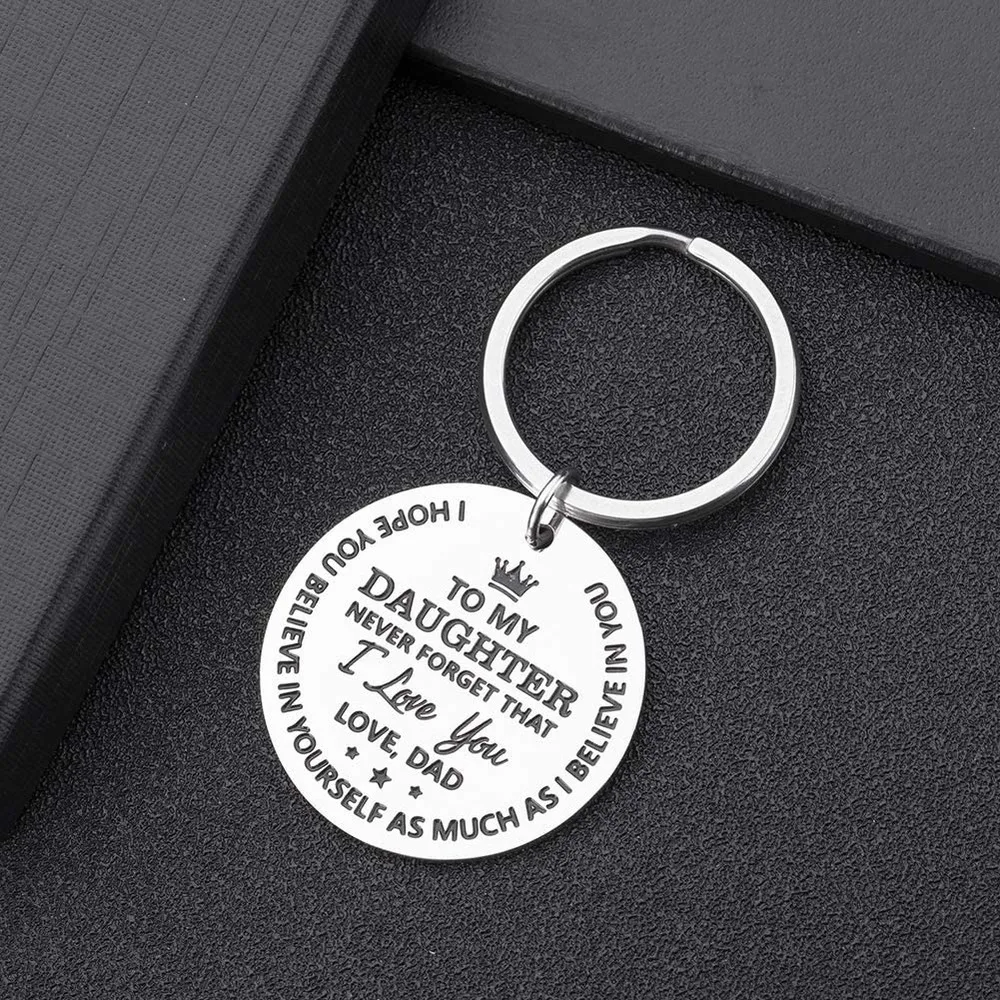 TO MY
DAUGHTER
NEVER FORGET THAT
I Love You
LOVE, DAD
I HOPE YOU BELIEVE IN YOURSELF AS MUCH AS I BELIEVE IN YOU